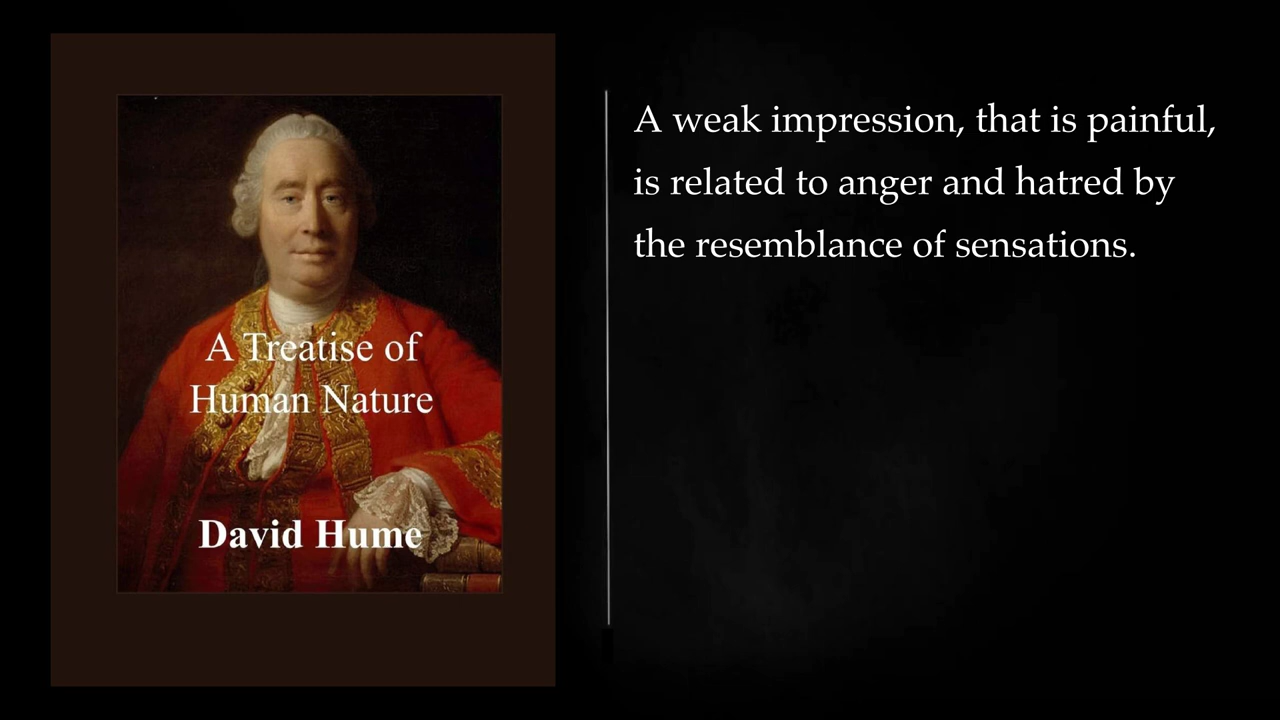 A Treatise of
Human Nature
David Hume
A weak impression, that is painful,
is related to anger and hatred by
the resemblance of sensations.